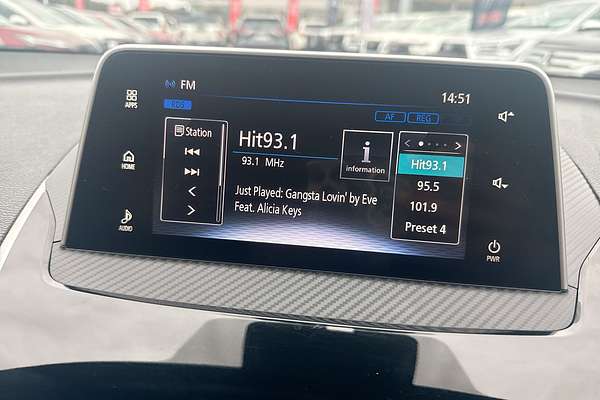 FM
14:51
RDS
AF
REG
APPS
HOME
AUDIO
Station
Hit93.1
93.1 MHz
i
information
Just Played: Gangsta Lovin' by Eve
Feat. Alicia Keys
Hit93.1
95.5
101.9
Preset 4
PWR